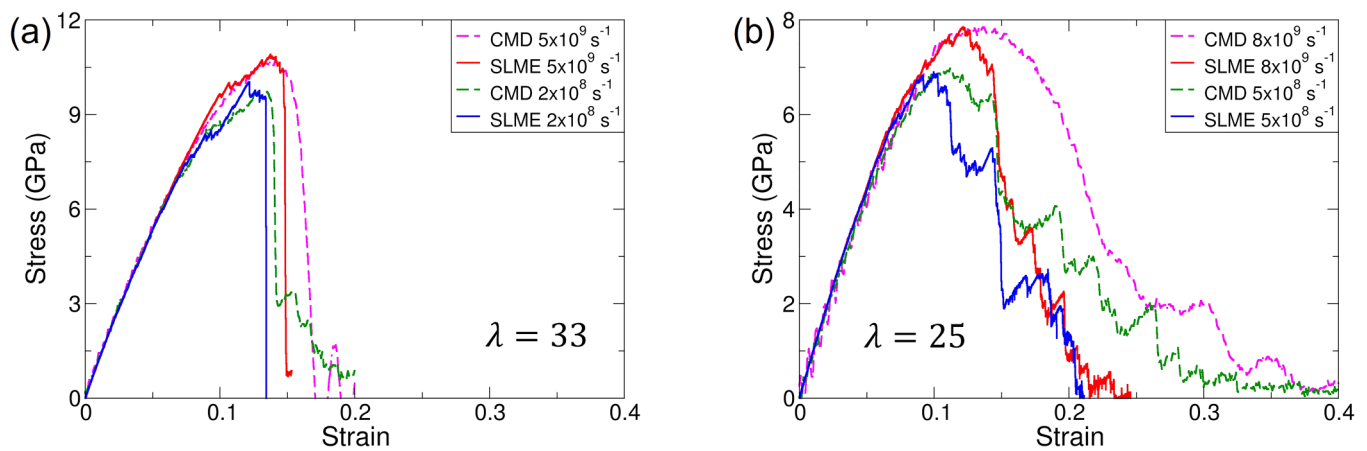 (a)
12
9
6
3
0
Stress (GPa)
CMD 5x10⁹ s⁻¹
SLME 5x10⁹ s⁻¹
CMD 2x10⁸ s⁻¹
SLME 2x10⁸ s⁻¹
λ = 33
0 0.1 0.2 0.3 0.4
Strain
(b)
8
6
4
2
0
Stress (GPa)
CMD 8x10⁹ s⁻¹
SLME 8x10⁹ s⁻¹
CMD 5x10⁸ s⁻¹
SLME 5x10⁸ s⁻¹
λ = 25
0 0.1 0.2 0.3 0.4
Strain